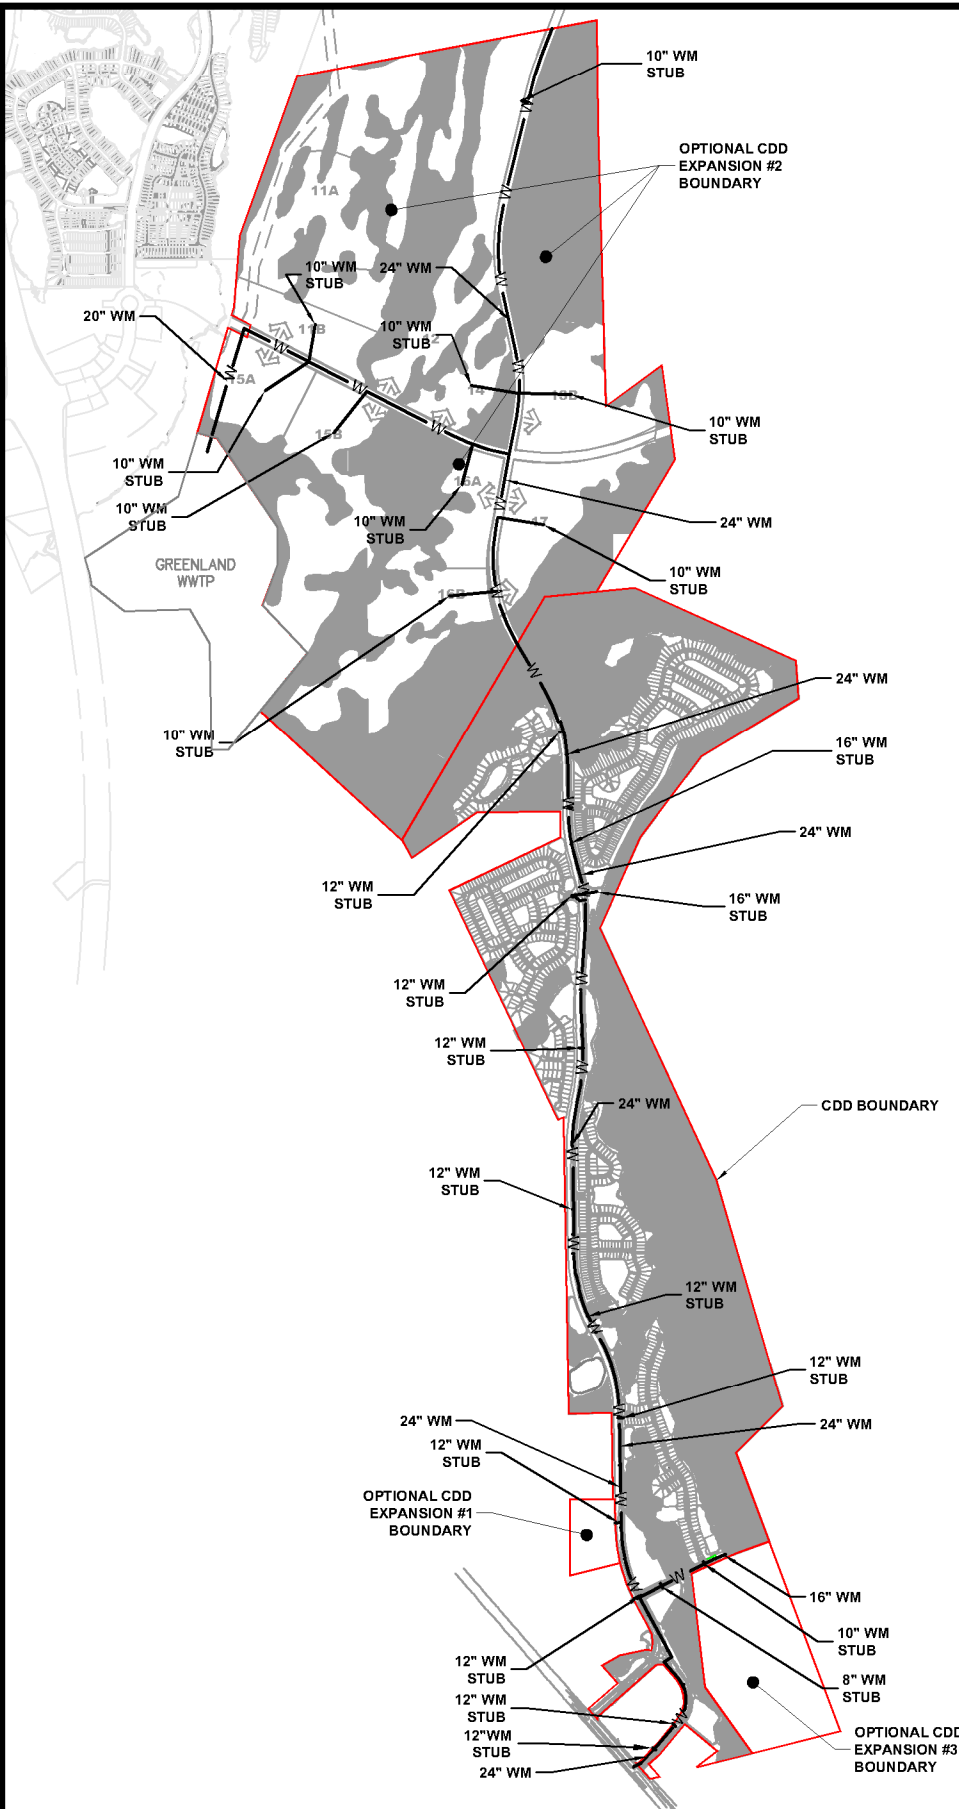 10" WM
STUB
OPTIONAL CDD
EXPANSION #2
BOUNDARY
11A
10" WM
STUB
24" WM
20" WM
11B
10" WM
STUB
12
15A
14
13B
10" WM
STUB
15B
10" WM
STUB
16A
10" WM
STUB
10" WM
STUB
17
24" WM
GREENLAND
WWTP
10" WM
STUB
16B
24" WM
10" WM
STUB
16" WM
STUB
24" WM
12" WM
STUB
16" WM
STUB
12" WM
STUB
12" WM
STUB
24" WM
CDD BOUNDARY
12" WM
STUB
12" WM
STUB
12" WM
STUB
24" WM
24" WM
12" WM
STUB
OPTIONAL CDD
EXPANSION #1
BOUNDARY
16" WM
10" WM
STUB
12" WM
STUB
8" WM
STUB
12" WM
STUB
12"WM
STUB
24" WM
OPTIONAL CDD
EXPANSION #3
BOUNDARY